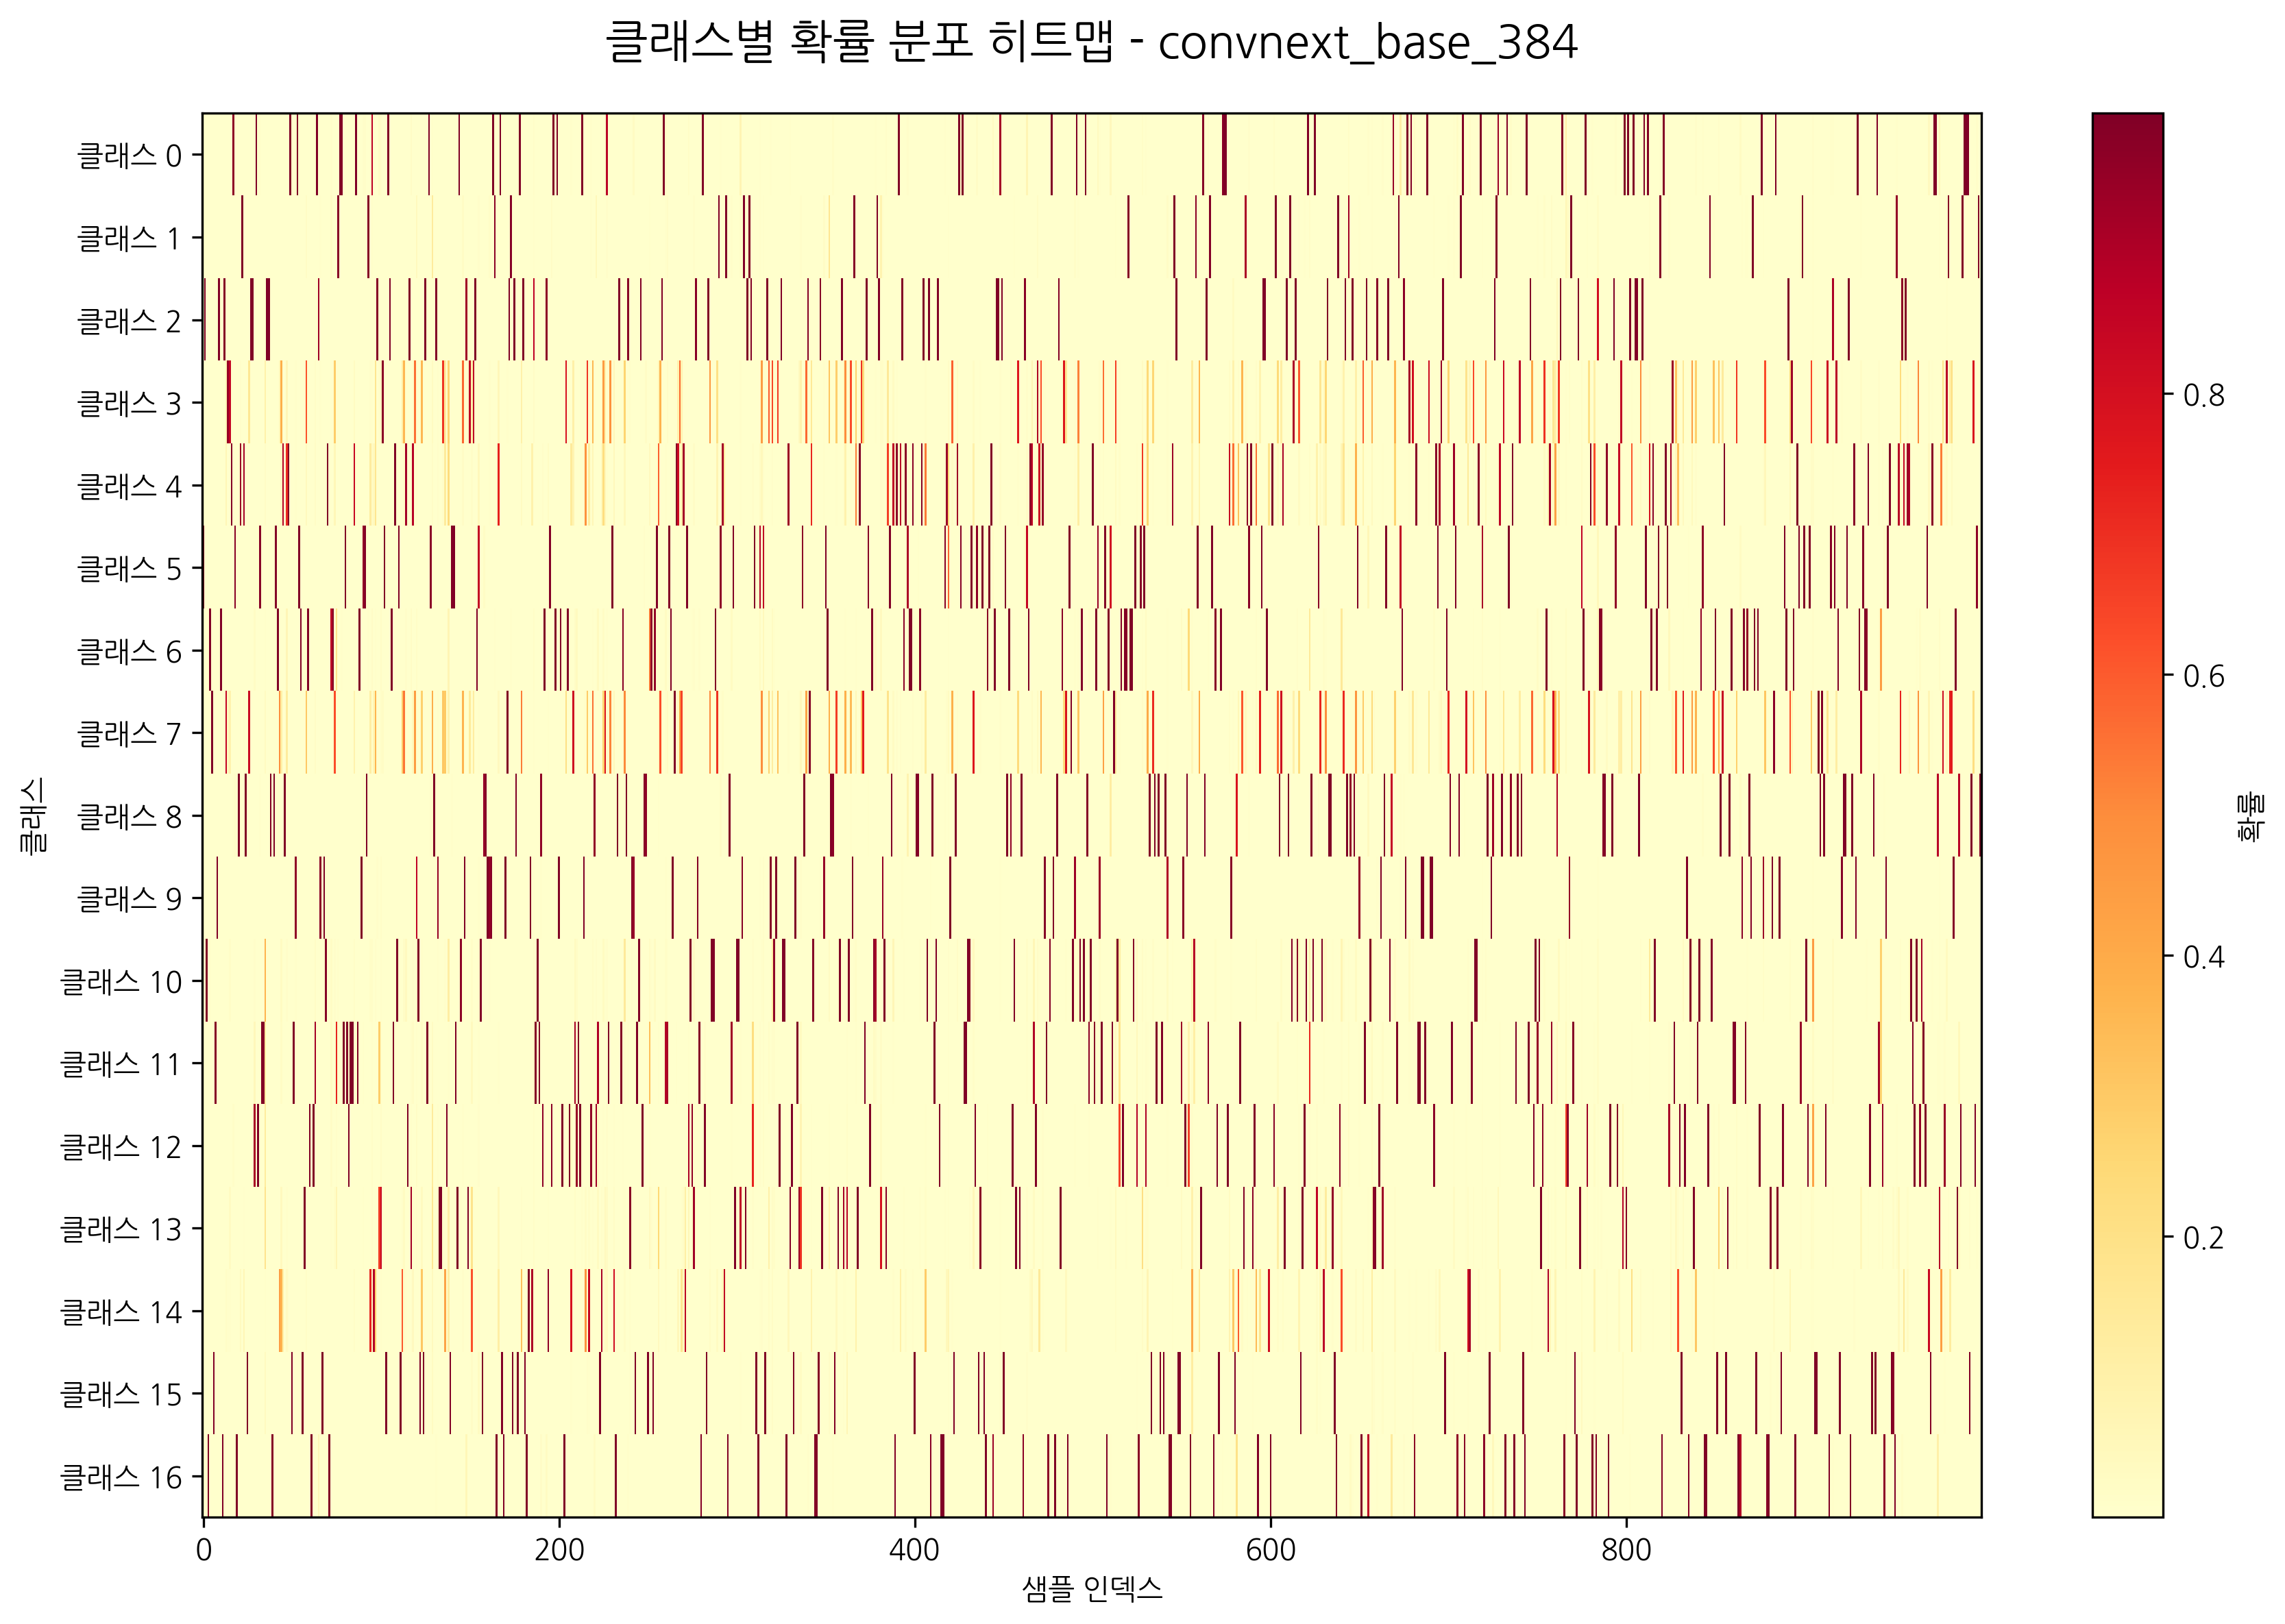 클래스별 확률 분포 히트맵 - convnext_base_384
클래스 0
클래스 1
클래스 2
클래스 3
클래스 4
클래스 5
클래스 6
클래스 7
클래스 8
클래스 9
클래스 10
클래스 11
클래스 12
클래스 13
클래스 14
클래스 15
클래스 16
클래스
0 200 400 600 800
샘플 인덱스
0.8
0.6
0.4
0.2
확률